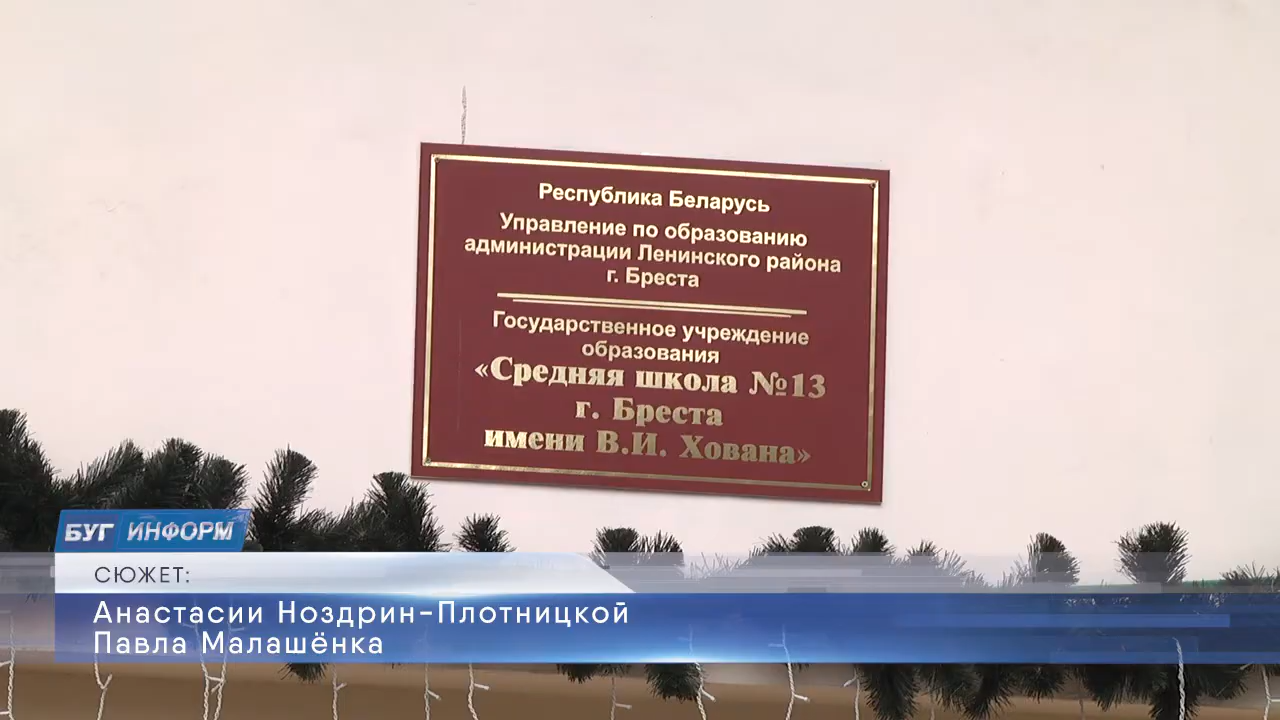 Республика Беларусь
Управление по образованию
администрации Ленинского района
г. Бреста
Государственное учреждение
образования
«Средняя школа №13
г. Бреста
имени В.И. Хована»
БУГ ИНФОРМ
СЮЖЕТ:
Анастасии Ноздрин-Плотницкой
Павла Малашёнка